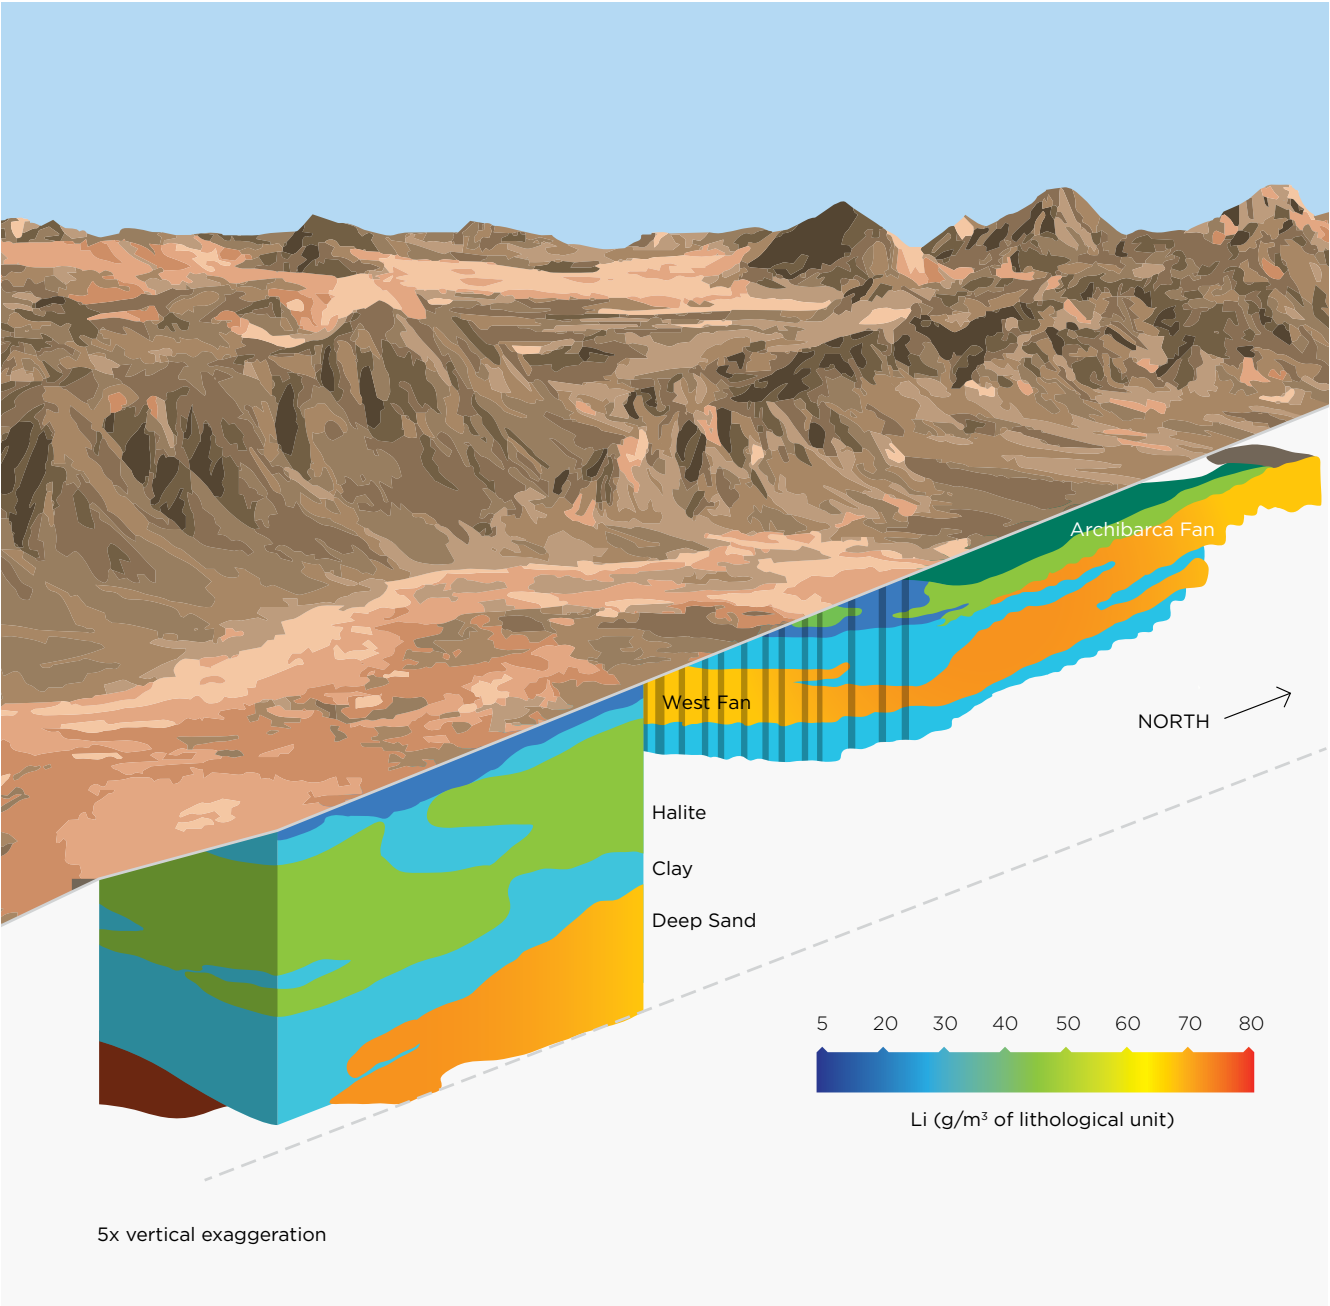 Archibarca Fan
West Fan
NORTH
Halite
Clay
Deep Sand
5 20 30 40 50 60 70 80
Li (g/m³ of lithological unit)
5x vertical exaggeration